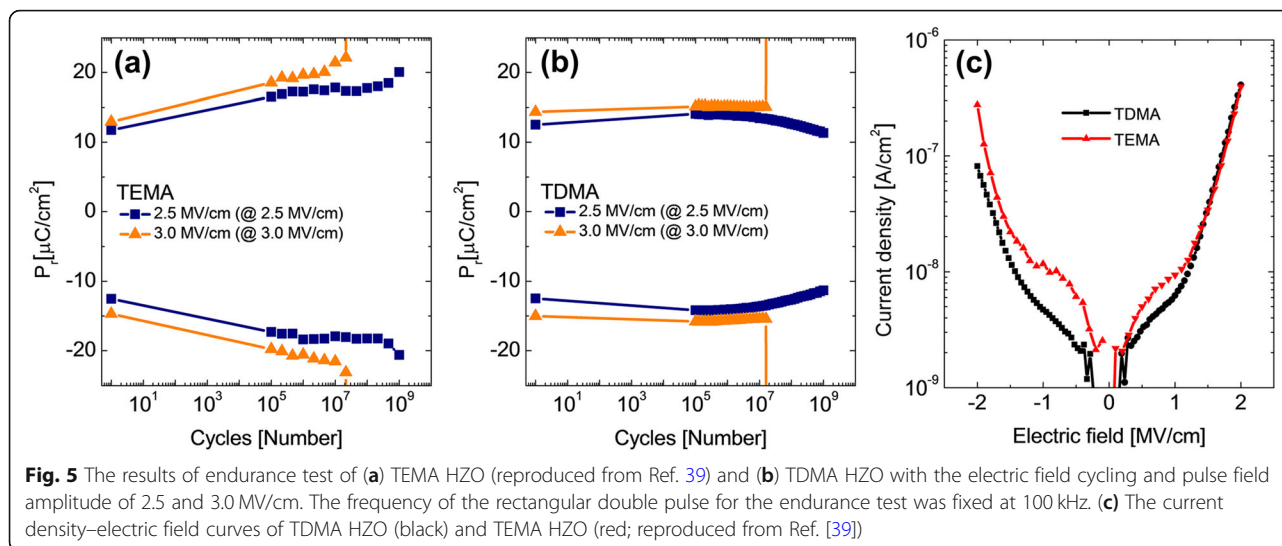 (a)
20
10
0
-10
-20
Pr[μC/cm²]
TEMA
2.5 MV/cm (@ 2.5 MV/cm)
3.0 MV/cm (@ 3.0 MV/cm)
10¹ 10³ 10⁵ 10⁷ 10⁹
Cycles [Number]
(b)
20
10
0
-10
-20
Pr[μC/cm²]
TDMA
2.5 MV/cm (@ 2.5 MV/cm)
3.0 MV/cm (@ 3.0 MV/cm)
10¹ 10³ 10⁵ 10⁷ 10⁹
Cycles [Number]
(c)
10⁻⁶
10⁻⁷
10⁻⁸
10⁻⁹
Current density [A/cm²]
TDMA
TEMA
-2 -1 0 1 2
Electric field [MV/cm]
Fig. 5 The results of endurance test of (a) TEMA HZO (reproduced from Ref. 39) and (b) TDMA HZO with the electric field cycling and pulse field
amplitude of 2.5 and 3.0 MV/cm. The frequency of the rectangular double pulse for the endurance test was fixed at 100 kHz. (c) The current
density–electric field curves of TDMA HZO (black) and TEMA HZO (red; reproduced from Ref. [39])